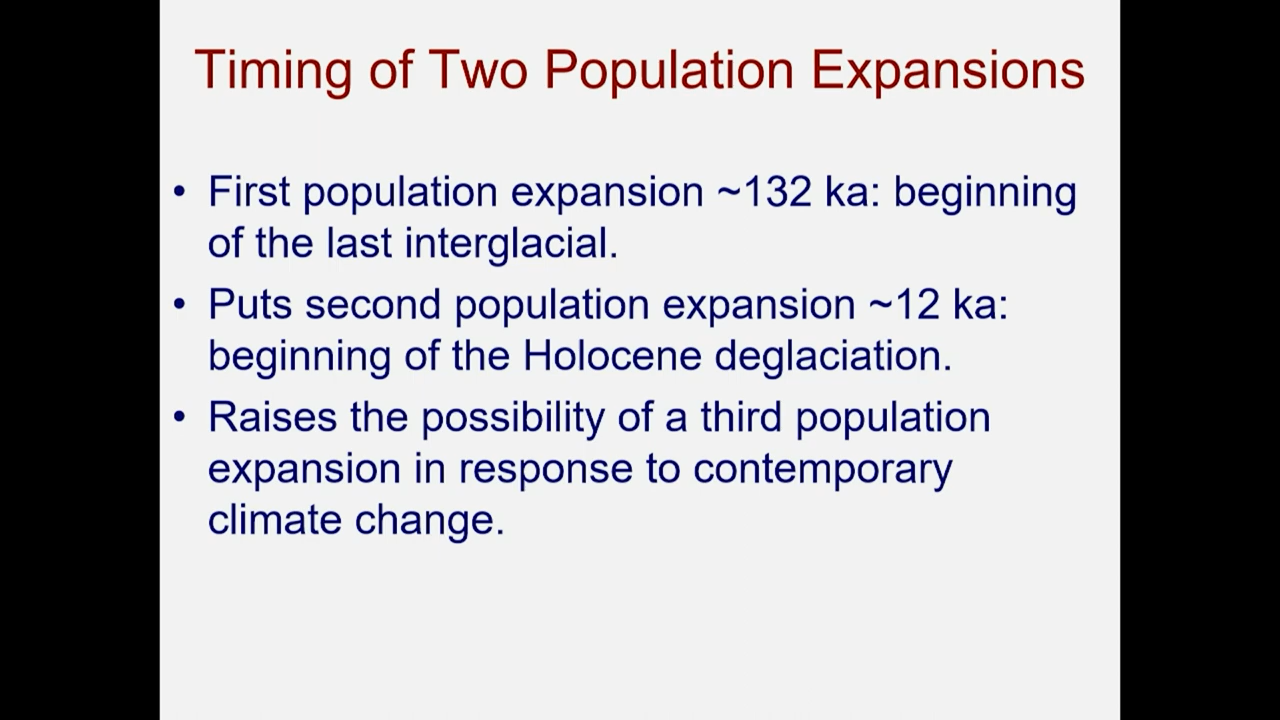 Timing of Two Population Expansions
• First population expansion ~132 ka: beginning
of the last interglacial.
• Puts second population expansion ~12 ka:
beginning of the Holocene deglaciation.
• Raises the possibility of a third population
expansion in response to contemporary
climate change.